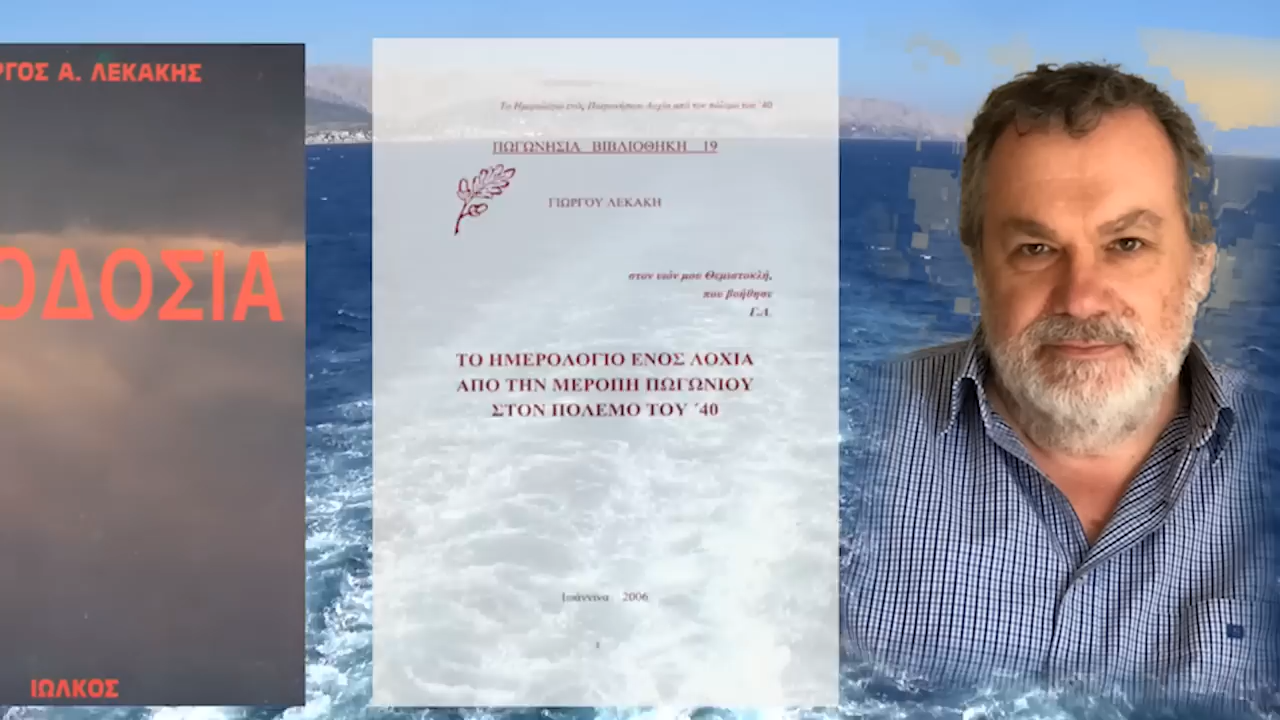 ΡΓΟΣ Α. ΛΕΚΑΚΗΣ
ΟΔΟΣΙΑ
ΙΩΛΚΟΣ
Το Ημερολόγιο ενός Πωγωνήσιου Λοχία από τον πόλεμο του ΄40
ΠΩΓΩΝΗΣΙΑ ΒΙΒΛΙΟΘΗΚΗ 19
ΓΙΩΡΓΟΥ ΛΕΚΑΚΗ
στον υιόν μου Θεμιστοκλή,
που βοήθησε
Γ.Λ.
ΤΟ ΗΜΕΡΟΛΟΓΙΟ ΕΝΟΣ ΛΟΧΙΑ
ΑΠΟ ΤΗΝ ΜΕΡΟΠΗ ΠΩΓΩΝΙΟΥ
ΣΤΟΝ ΠΟΛΕΜΟ ΤΟΥ ΄40
Ιωάννινα 2006
1